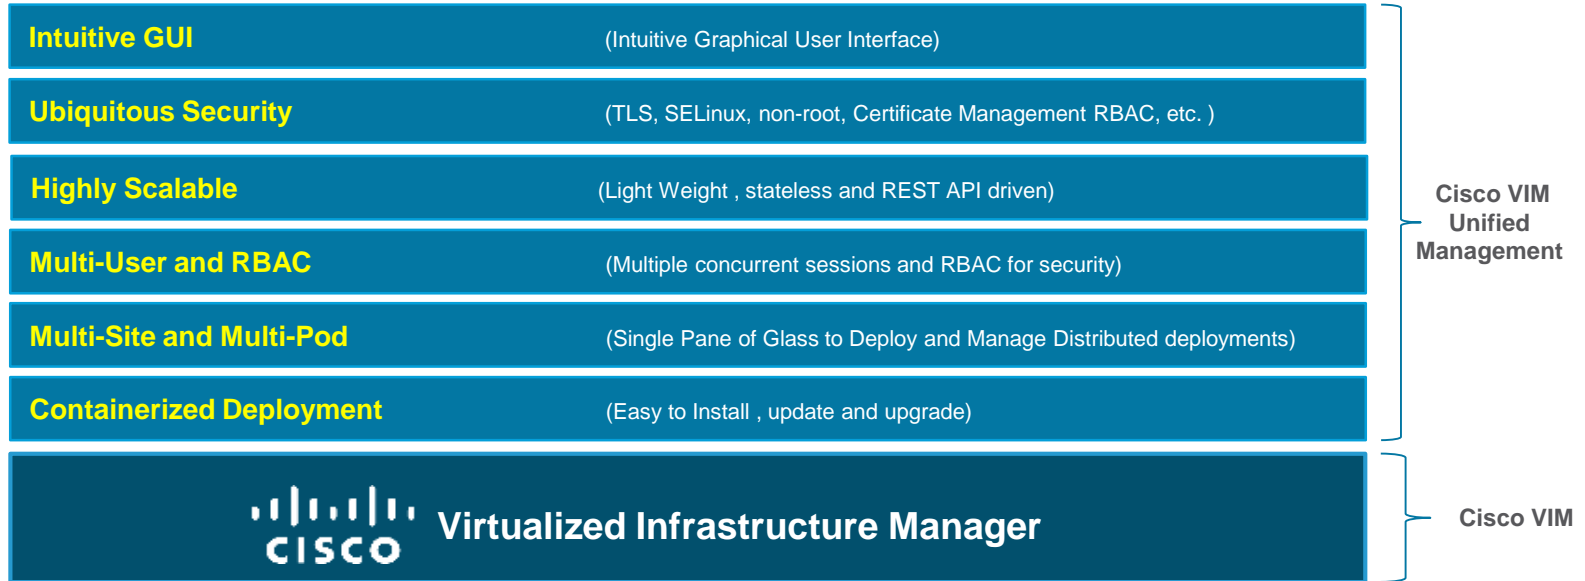 Intuitive GUI (Intuitive Graphical User Interface)
Ubiquitous Security (TLS, SELinux, non-root, Certificate Management RBAC, etc. )
Highly Scalable (Light Weight , stateless and REST API driven)
Multi-User and RBAC (Multiple concurrent sessions and RBAC for security)
Multi-Site and Multi-Pod (Single Pane of Glass to Deploy and Manage Distributed deployments)
Containerized Deployment (Easy to Install , update and upgrade)
Cisco VIM
Unified
Management
CISCO Virtualized Infrastructure Manager
Cisco VIM